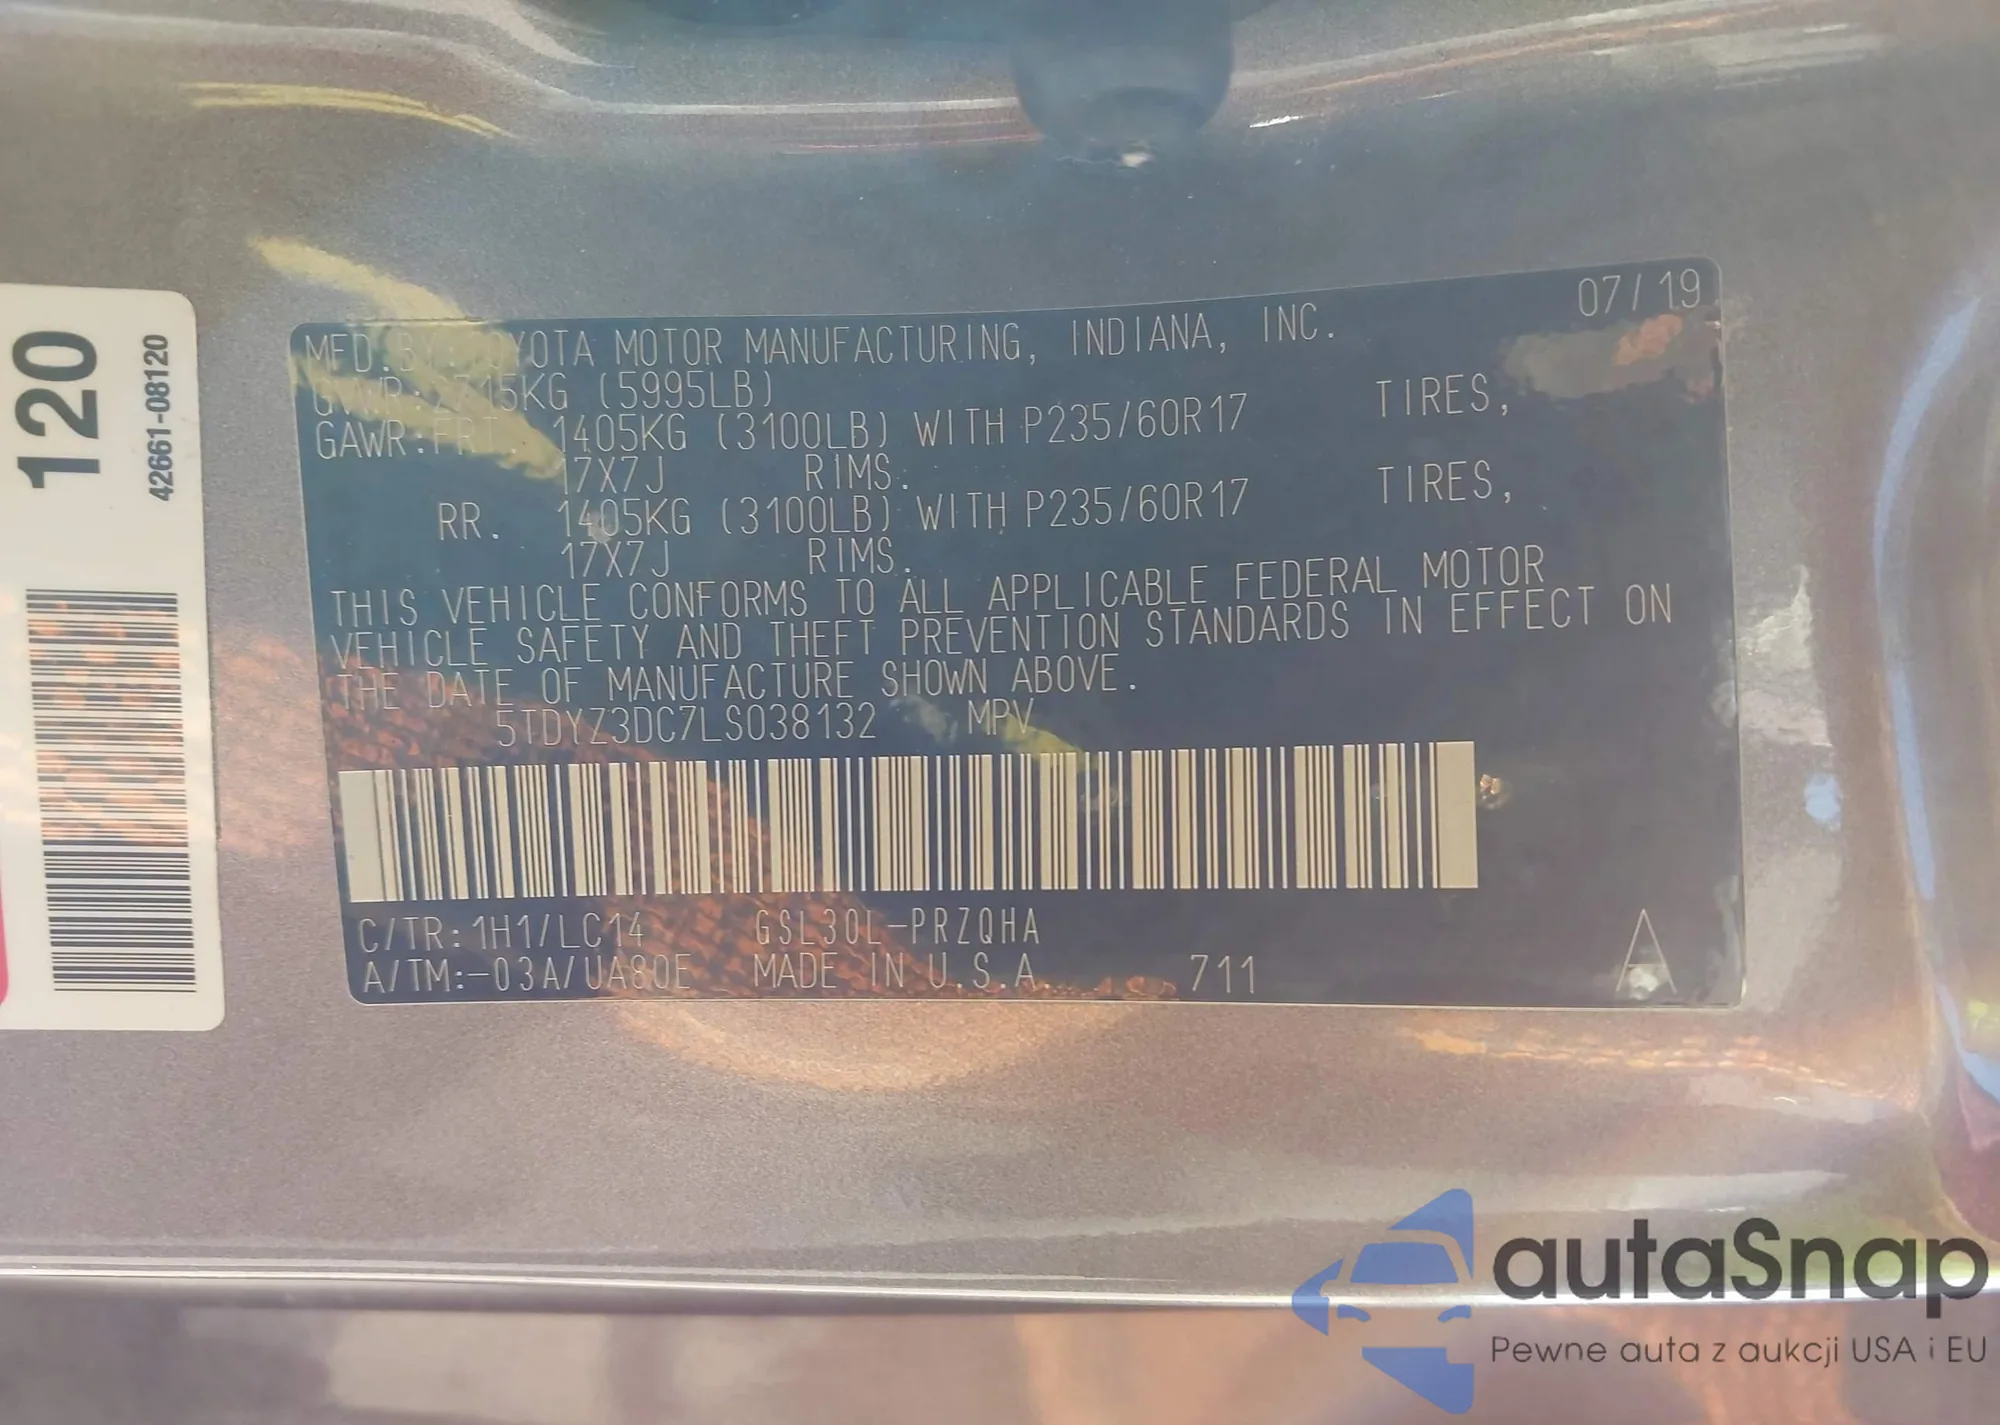 120
42661-08120
07/19
MFD.BY:TOYOTA MOTOR MANUFACTURING, INDIANA, INC.
GVWR:2715KG (5995LB)
GAWR:FRT. 1405KG (3100LB) WITH P235/60R17 TIRES,
17X7J RIMS.
RR. 1405KG (3100LB) WITH P235/60R17 TIRES,
17X7J RIMS.
THIS VEHICLE CONFORMS TO ALL APPLICABLE FEDERAL MOTOR
VEHICLE SAFETY AND THEFT PREVENTION STANDARDS IN EFFECT ON
THE DATE OF MANUFACTURE SHOWN ABOVE.
5TDYZ3DC7LS038132 MPV
C/TR:1H1/LC14 GSL30L-PRZQHA
A/TM:-03A/UA80E MADE IN U.S.A. 711 A
autaSnap
Pewne auta z aukcji USA i EU